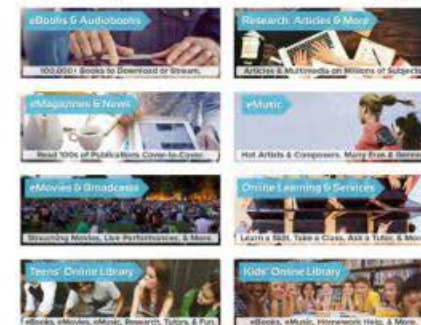 eBooks & Audiobooks
100,000+ Books to Download or Stream.
Research: Articles & More
Articles & Multimedia on Millions of Subjects
eMagazines & News
Read 100s of Publications Cover-to-Cover.
eMusic
Hot Artists & Composers. Many Eras & Genres
eMovies & Broadcasts
Streaming Movies, Live Performances, & More.
Online Learning & Services
Learn a Skill, Take a Class, Ask a Tutor, & More
Teens' Online Library
eBooks, eMovies, eMusic, Research, Tutors, & Fun.
Kids' Online Library
eBooks, eMusic, Homework Help, & More.